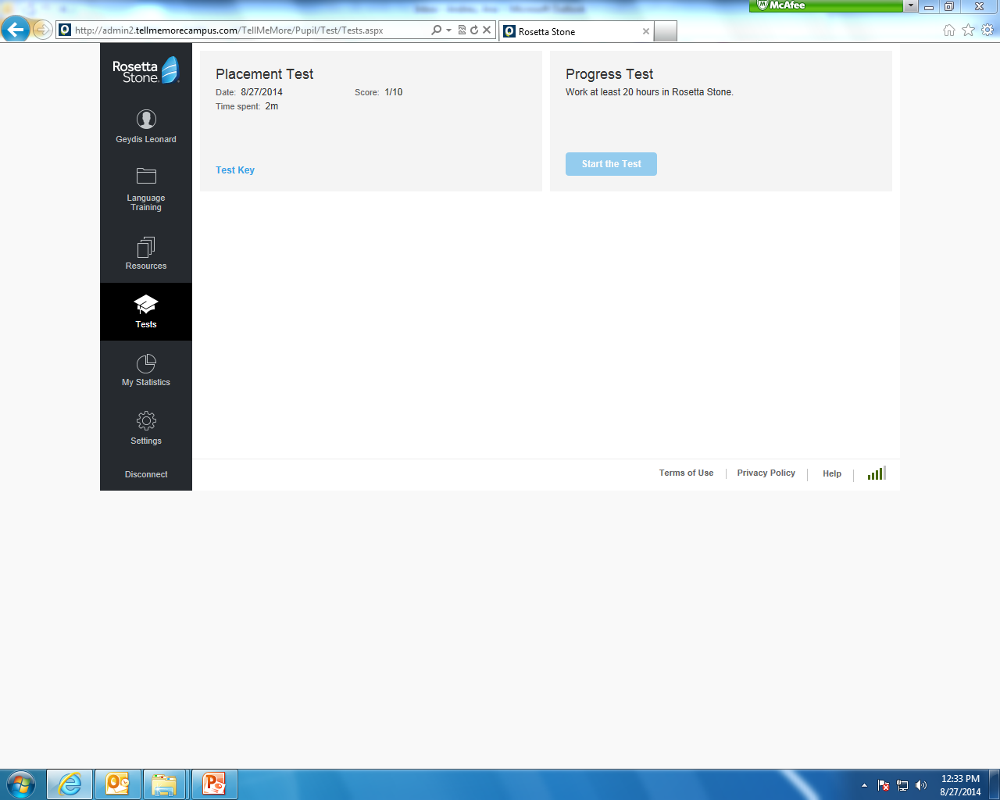 McAfee
http://admin2.tellmemorecampus.com/TellMeMore/Pupil/Test/Tests.aspx
Rosetta Stone
Rosetta
Stone
Geydis Leonard
Language
Training
Resources
Tests
My Statistics
Settings
Disconnect
Placement Test
Date: 8/27/2014 Score: 1/10
Time spent: 2m
Test Key
Progress Test
Work at least 20 hours in Rosetta Stone.
Start the Test
Terms of Use
Privacy Policy
Help
12:33 PM
8/27/2014